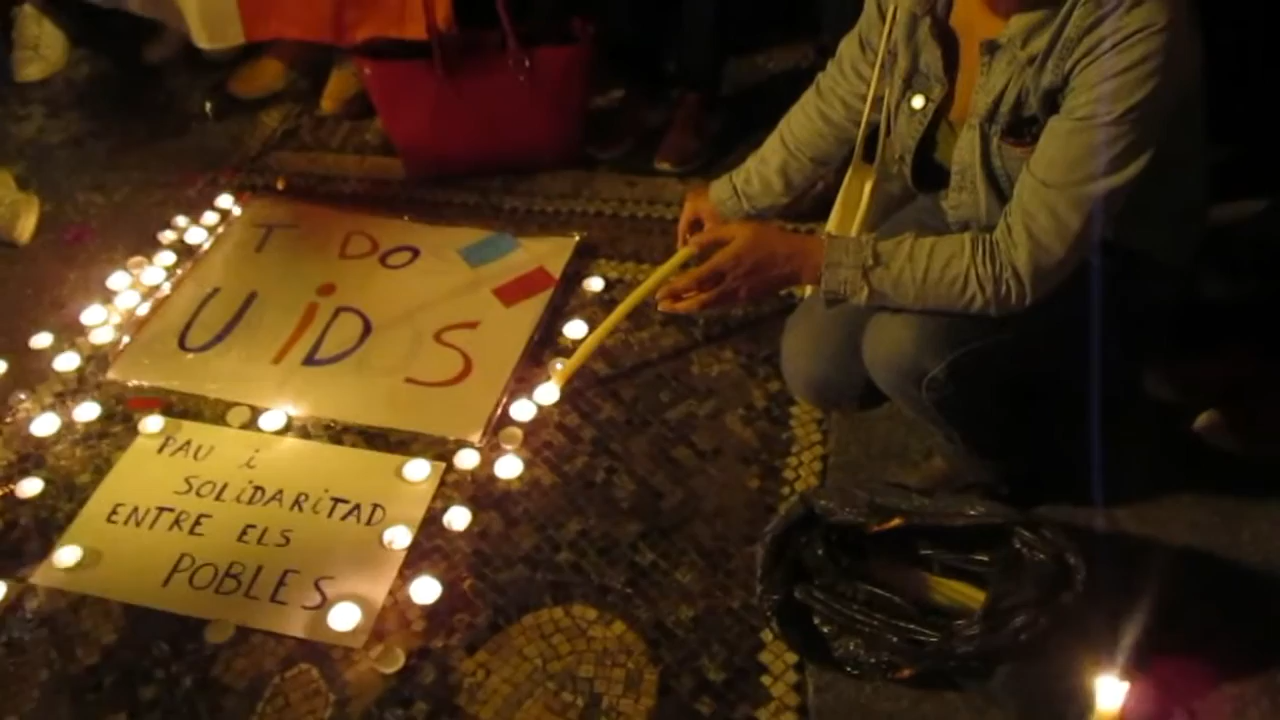 T DO
UiDS
PAU i
SOLiDARiTAD
ENTRE ELS
POBLES